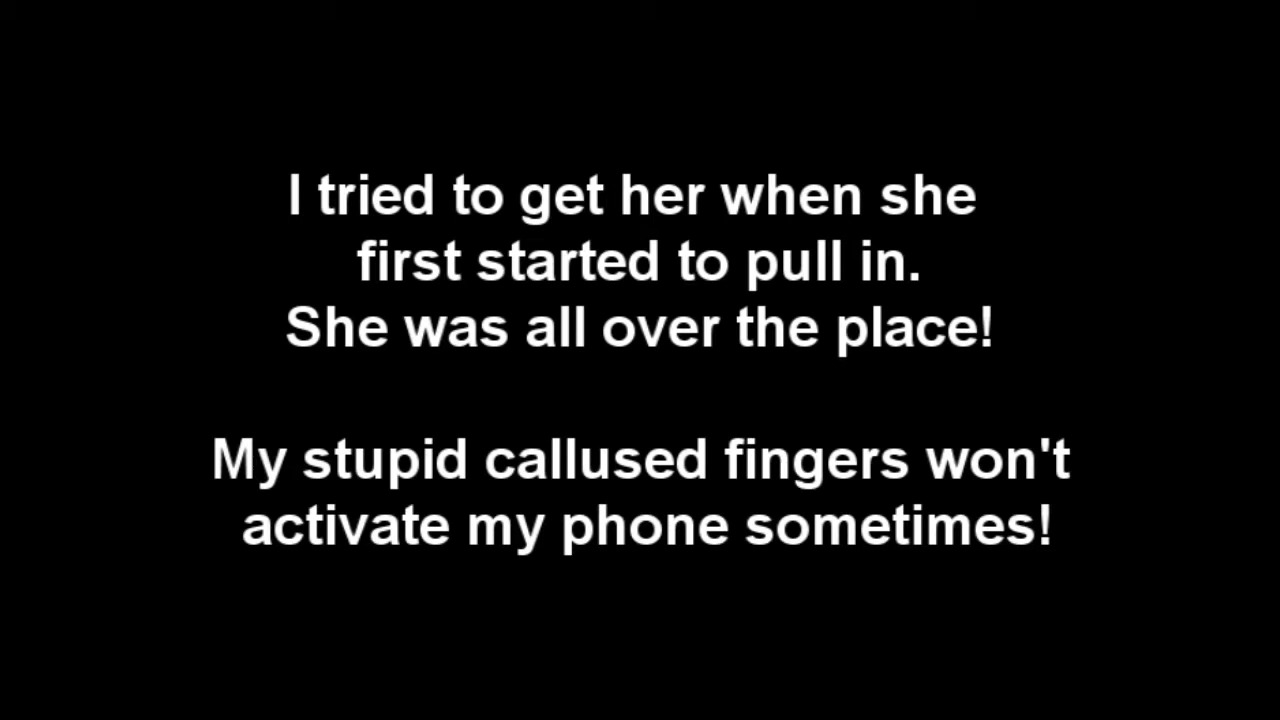 I tried to get her when she
first started to pull in.
She was all over the place!
My stupid callused fingers won't
activate my phone sometimes!